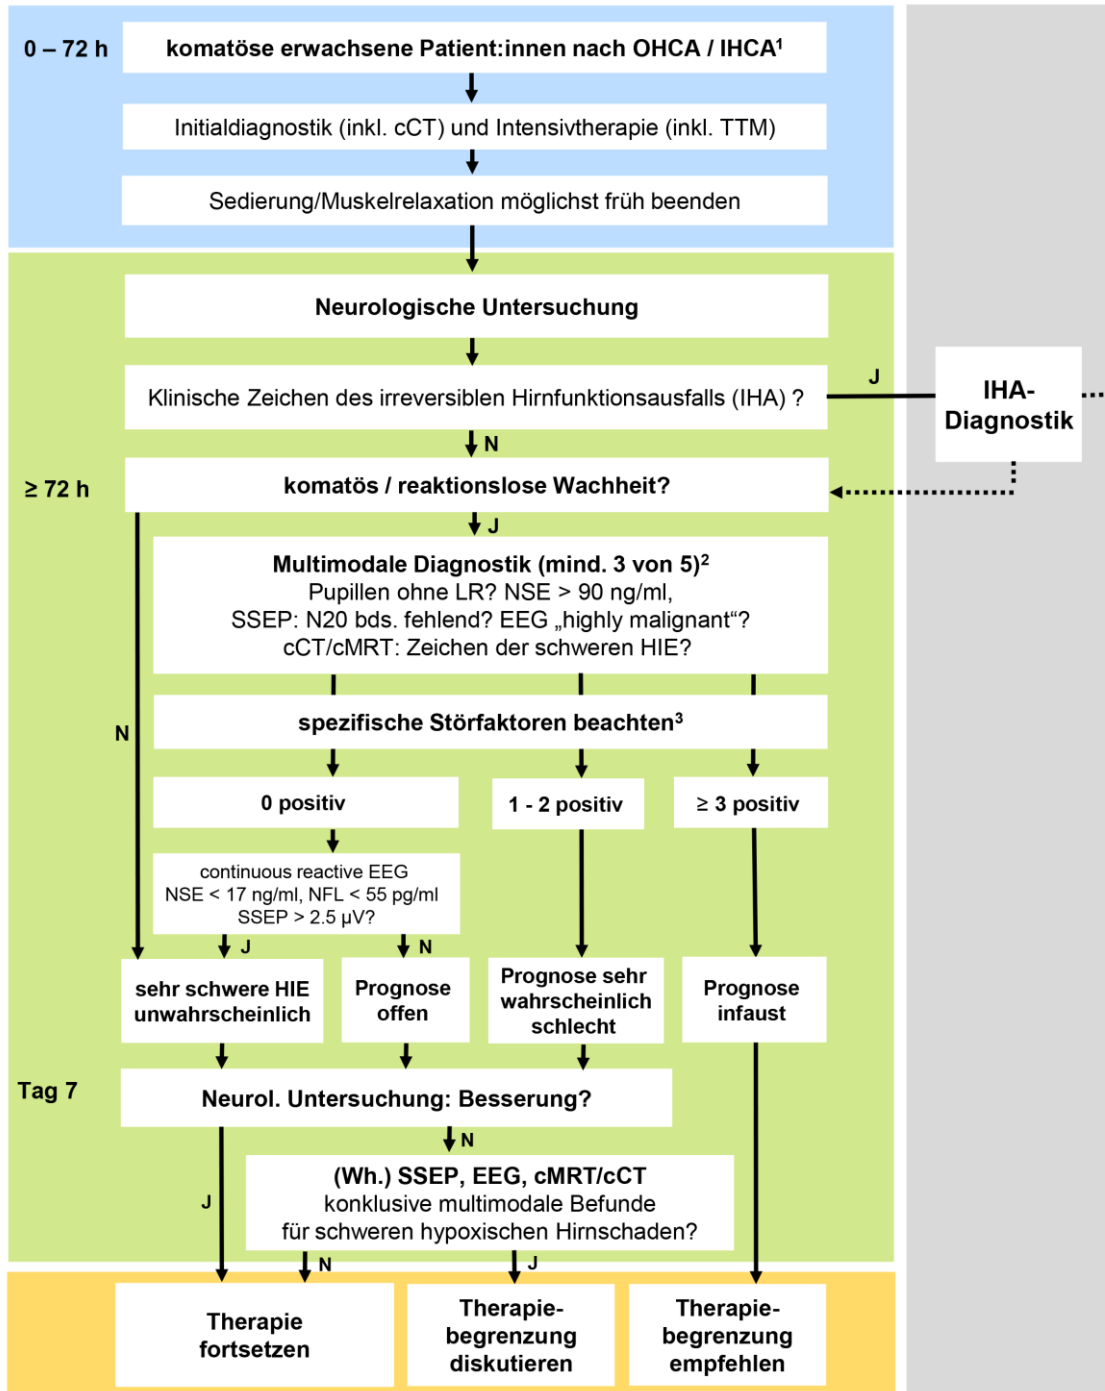 0 – 72 h
komatöse erwachsene Patient:innen nach OHCA / IHCA¹
Initialdiagnostik (inkl. cCT) und Intensivtherapie (inkl. TTM)
Sedierung/Muskelrelaxation möglichst früh beenden
Neurologische Untersuchung
Klinische Zeichen des irreversiblen Hirnfunktionsausfalls (IHA) ?
J
IHA-
Diagnostik
N
≥ 72 h
komatös / reaktionslose Wachheit?
J
Multimodale Diagnostik (mind. 3 von 5)²
Pupillen ohne LR? NSE > 90 ng/ml,
SSEP: N20 bds. fehlend? EEG „highly malignant“?
cCT/cMRT: Zeichen der schweren HIE?
N
spezifische Störfaktoren beachten³
0 positiv
1 - 2 positiv
≥ 3 positiv
continuous reactive EEG
NSE < 17 ng/ml, NFL < 55 pg/ml
SSEP > 2.5 µV?
J
N
sehr schwere HIE
unwahrscheinlich
Prognose
offen
Prognose sehr
wahrscheinlich
schlecht
Prognose
infaust
Tag 7
Neurol. Untersuchung: Besserung?
N
J
(Wh.) SSEP, EEG, cMRT/cCT
konklusive multimodale Befunde
für schweren hypoxischen Hirnschaden?
N
J
Therapie
fortsetzen
Therapie-
begrenzung
diskutieren
Therapie-
begrenzung
empfehlen